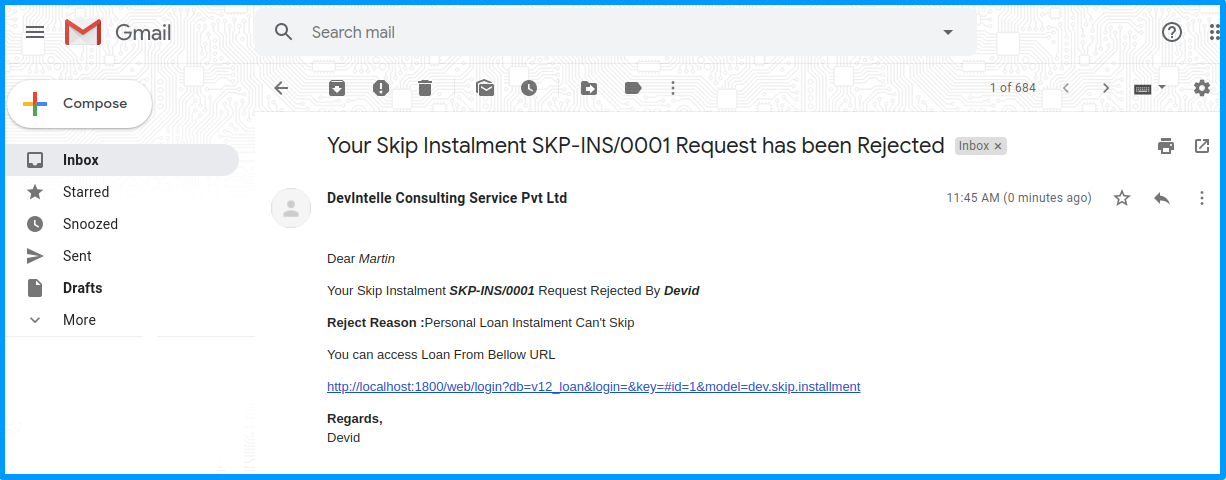 Gmail
Search mail
Compose
1 of 684
Inbox
Starred
Snoozed
Sent
Drafts
More
Your Skip Instalment SKP-INS/0001 Request has been Rejected Inbox ×
DevIntelle Consulting Service Pvt Ltd 11:45 AM (0 minutes ago)
Dear Martin
Your Skip Instalment SKP-INS/0001 Request Rejected By Devid
Reject Reason :Personal Loan Instalment Can't Skip
You can access Loan From Bellow URL
http://localhost:1800/web/login?db=v12_loan&login=&key=#id=1&model=dev.skip.installment
Regards,
Devid